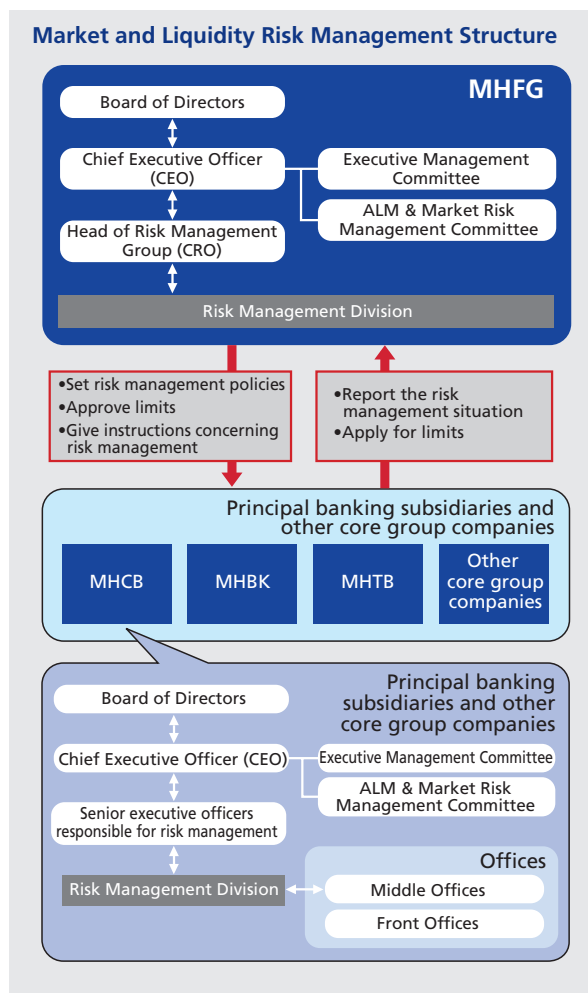 Market and Liquidity Risk Management Structure
MHFG
Board of Directors
Chief Executive Officer
(CEO)
Executive Management
Committee
ALM & Market Risk
Management Committee
Head of Risk Management
Group (CRO)
Risk Management Division
•Set risk management policies
•Approve limits
•Give instructions concerning
risk management
•Report the risk
management situation
•Apply for limits
Principal banking subsidiaries and
other core group companies
MHCB
MHBK
MHTB
Other
core group
companies
Principal banking
subsidiaries and other
core group companies
Board of Directors
Chief Executive Officer (CEO)
Executive Management Committee
ALM & Market Risk
Management Committee
Senior executive officers
responsible for risk management
Risk Management Division
Offices
Middle Offices
Front Offices